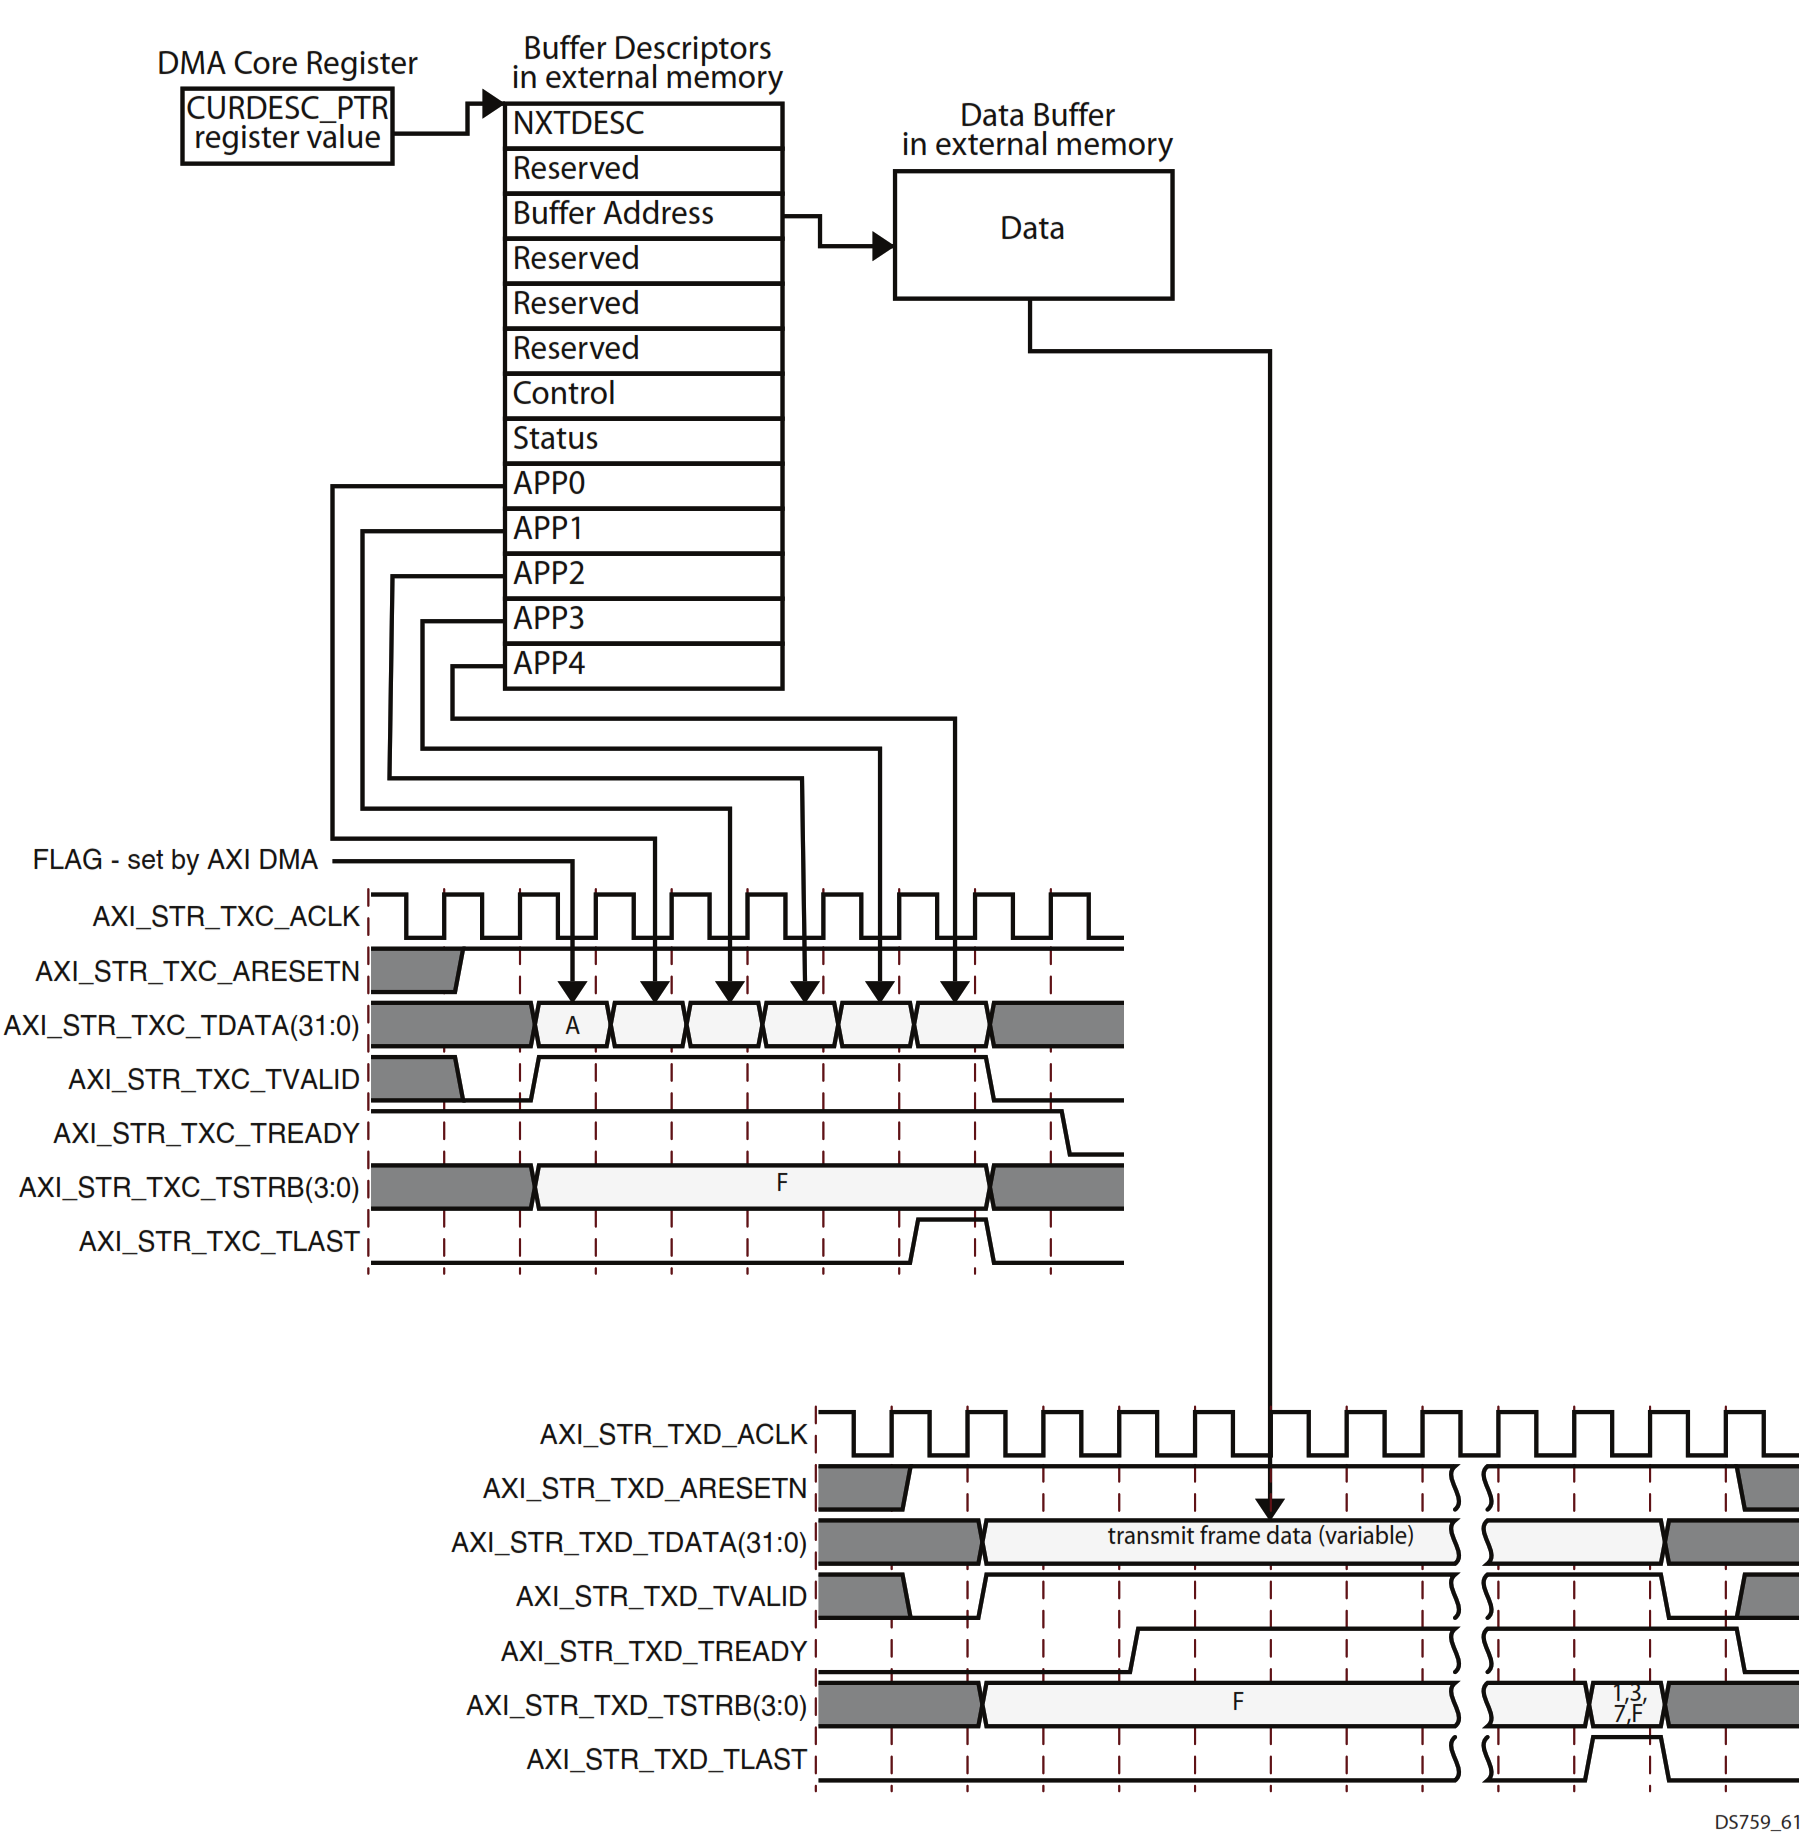 DMA Core Register
CURDESC_PTR
register value
Buffer Descriptors
in external memory
NXTDESC
Reserved
Buffer Address
Reserved
Reserved
Reserved
Control
Status
APP0
APP1
APP2
APP3
APP4
Data Buffer
in external memory
Data
FLAG - set by AXI DMA
AXI_STR_TXC_ACLK
AXI_STR_TXC_ARESETN
AXI_STR_TXC_TDATA(31:0)
A
AXI_STR_TXC_TVALID
AXI_STR_TXC_TREADY
AXI_STR_TXC_TSTRB(3:0)
F
AXI_STR_TXC_TLAST
AXI_STR_TXD_ACLK
AXI_STR_TXD_ARESETN
AXI_STR_TXD_TDATA(31:0)
transmit frame data (variable)
AXI_STR_TXD_TVALID
AXI_STR_TXD_TREADY
AXI_STR_TXD_TSTRB(3:0)
F
1,3,
7,F
AXI_STR_TXD_TLAST
DS759_61